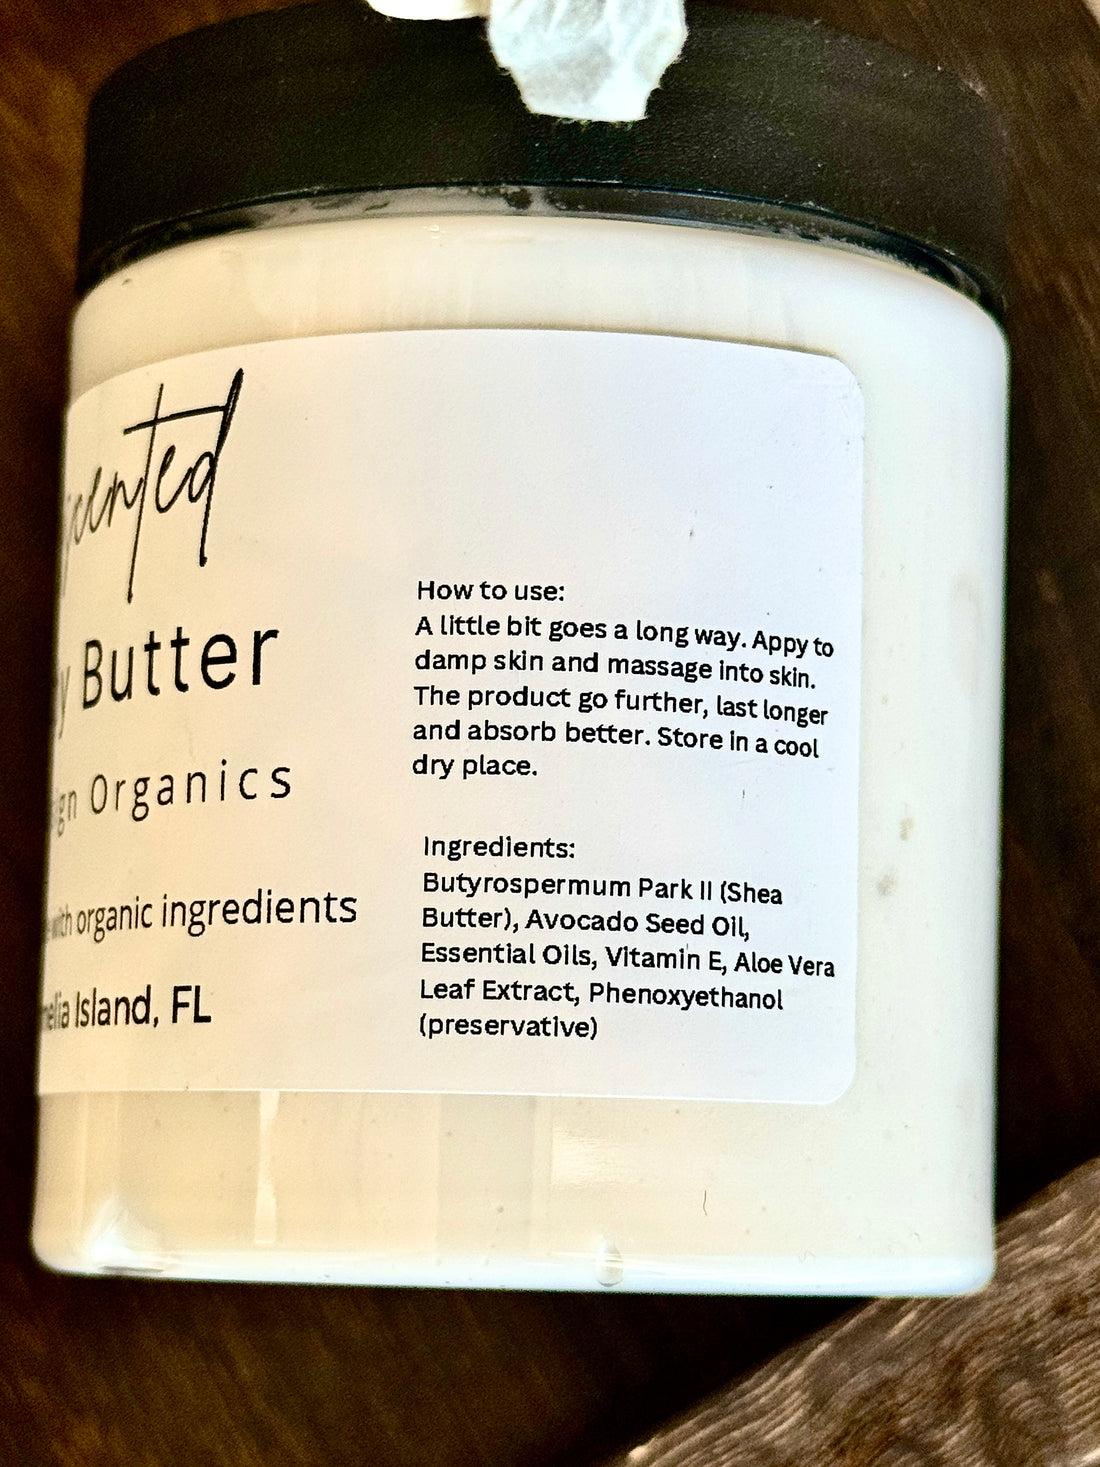 Butter
Organics
organic ingredients
Island, FL
How to use:
A little bit goes a long way. Appy to
damp skin and massage into skin.
The product go further, last longer
and absorb better. Store in a cool
dry place.
Ingredients:
Butyrospermum Park II (Shea
Butter), Avocado Seed Oil,
Essential Oils, Vitamin E, Aloe Vera
Leaf Extract, Phenoxyethanol
(preservative)